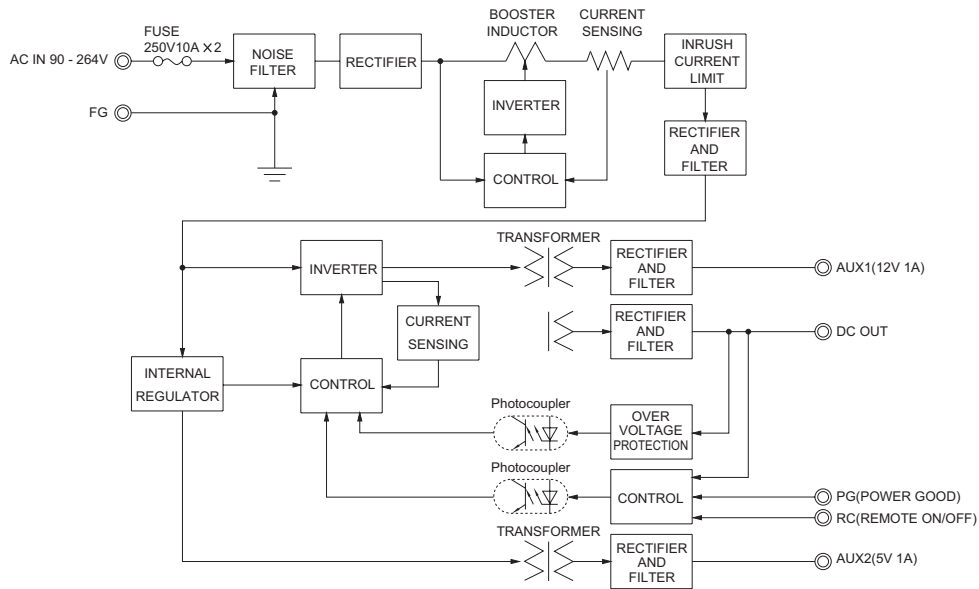 AC IN 90 - 264V
FUSE
250V10A ×2
NOISE
FILTER
RECTIFIER
BOOSTER
INDUCTOR
CURRENT
SENSING
INRUSH
CURRENT
LIMIT
FG
INVERTER
CONTROL
RECTIFIER
AND
FILTER
INVERTER
TRANSFORMER
RECTIFIER
AND
FILTER
AUX1(12V 1A)
CURRENT
SENSING
RECTIFIER
AND
FILTER
DC OUT
INTERNAL
REGULATOR
CONTROL
Photocoupler
OVER
VOLTAGE
PROTECTION
Photocoupler
CONTROL
PG(POWER GOOD)
RC(REMOTE ON/OFF)
TRANSFORMER
RECTIFIER
AND
FILTER
AUX2(5V 1A)